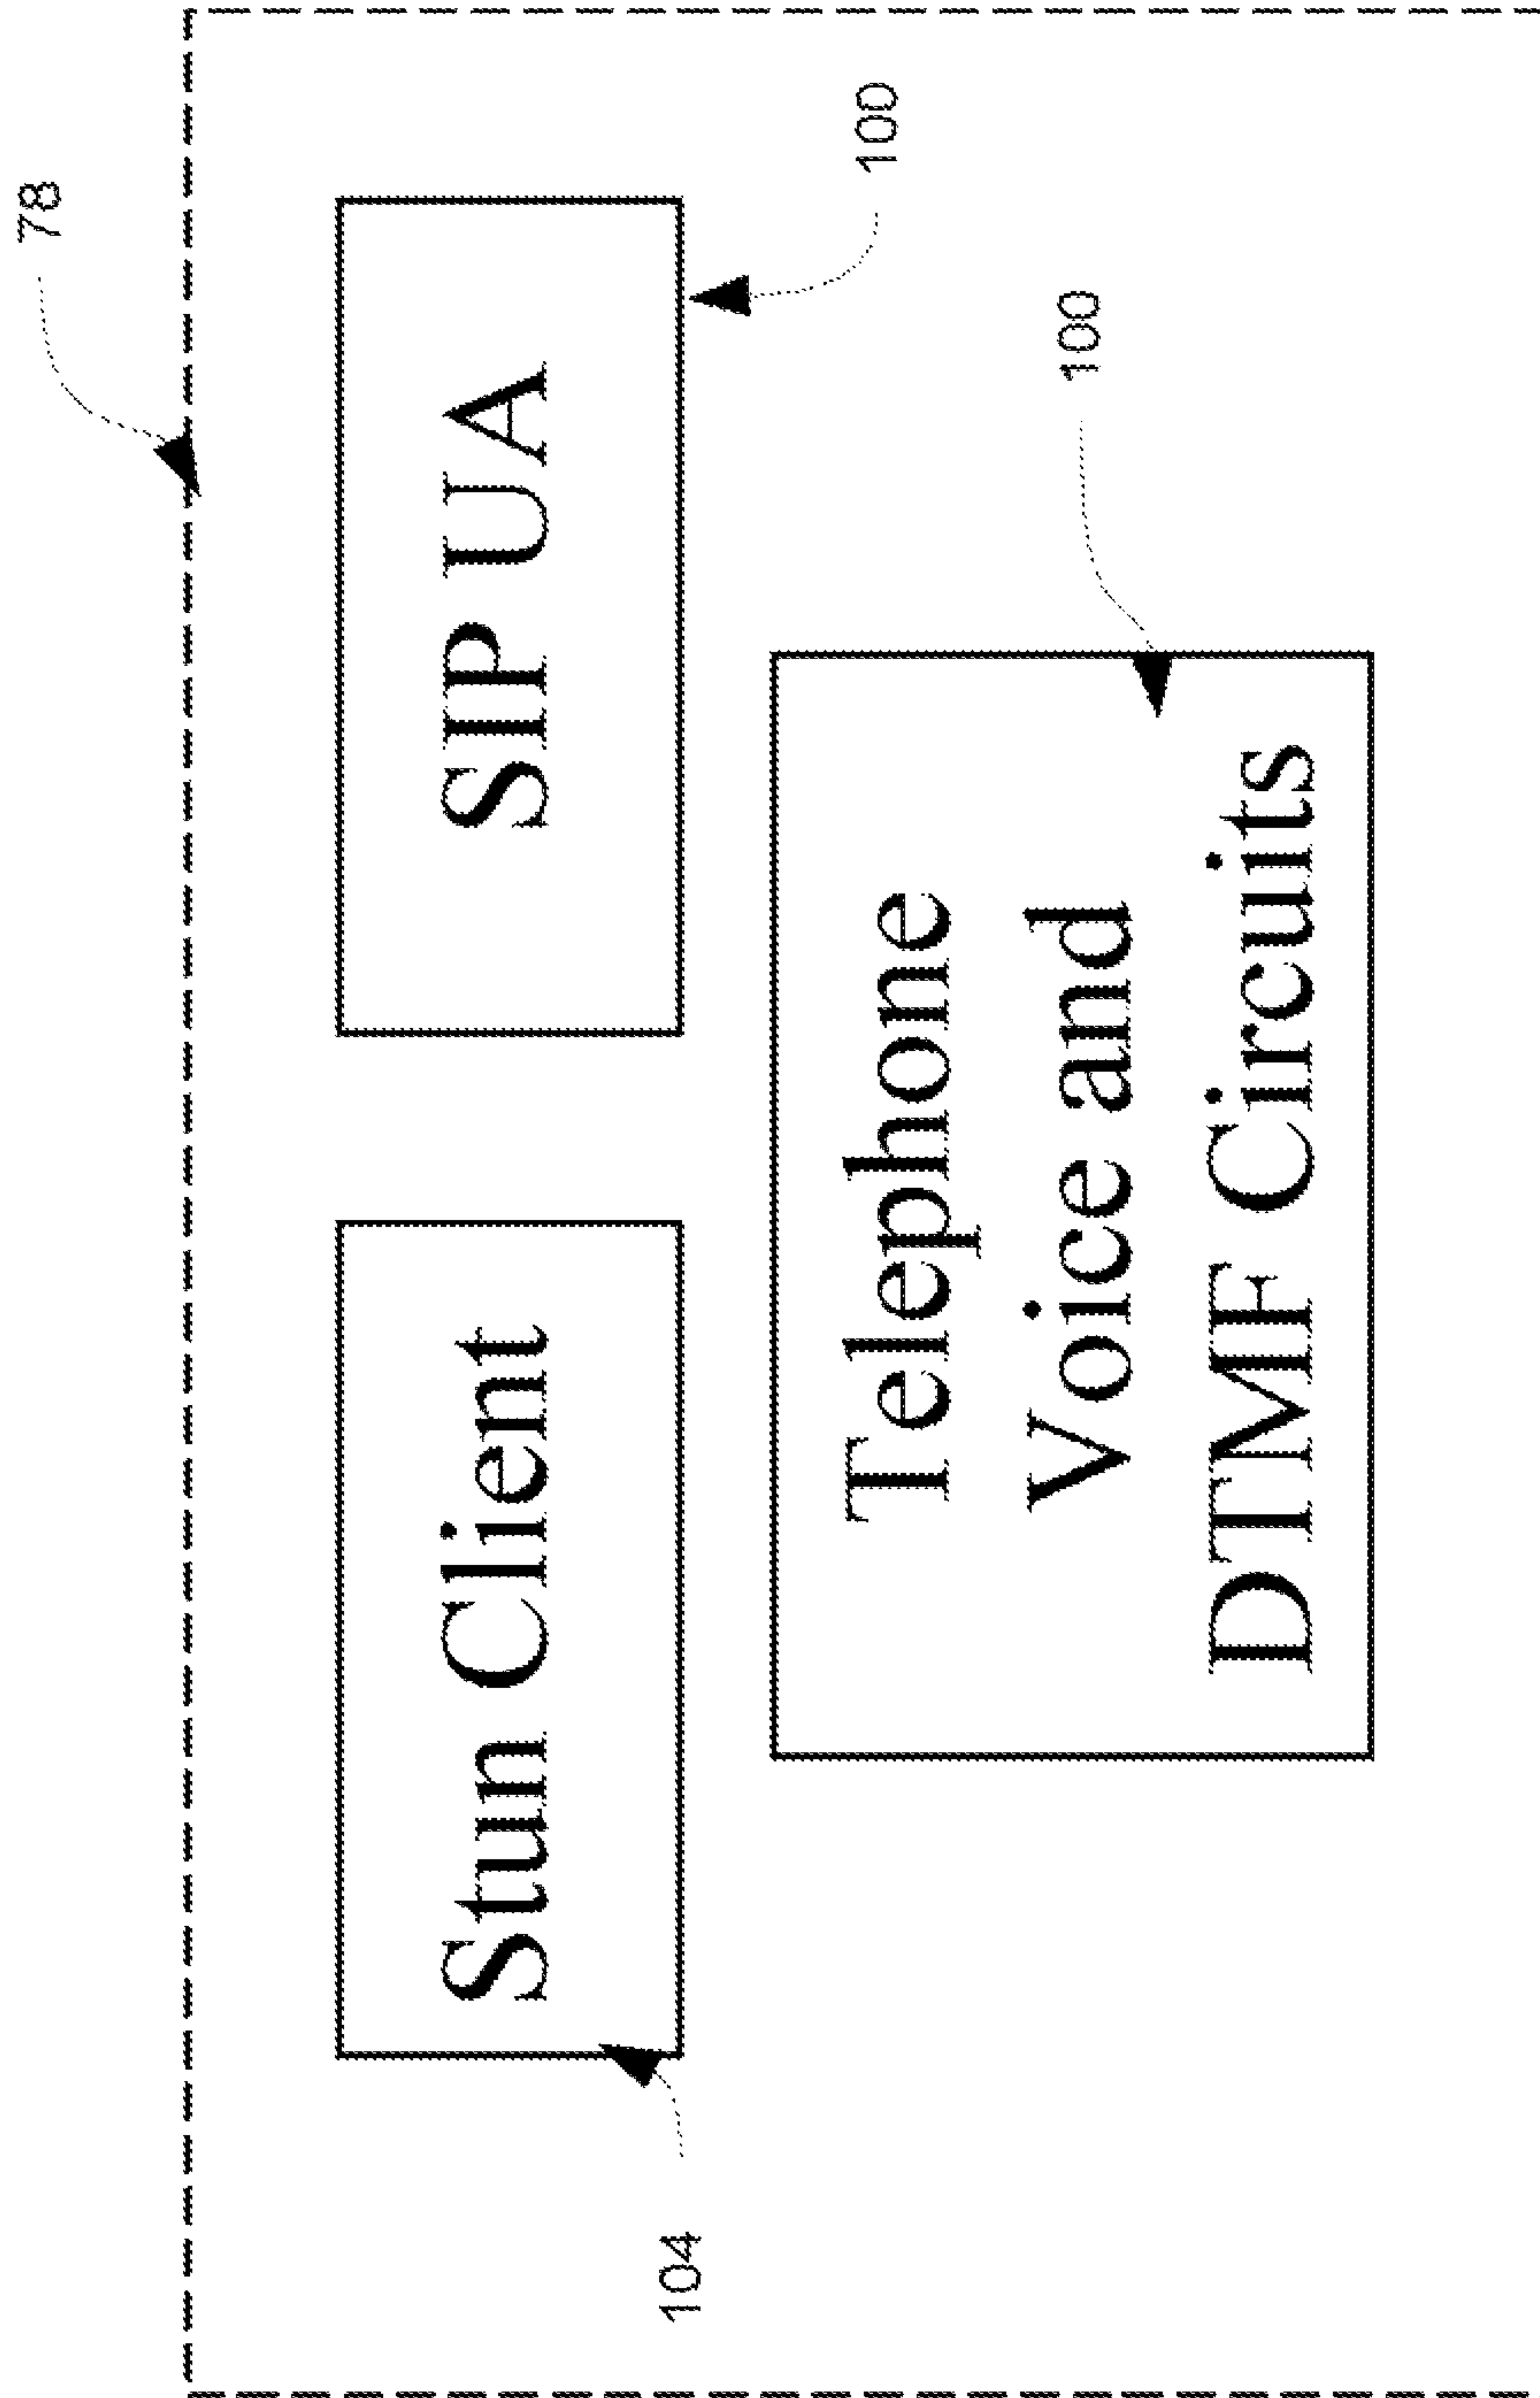 78
Stun Client
SIP UA
104
100
Telephone
Voice and
DTMF Circuits
100